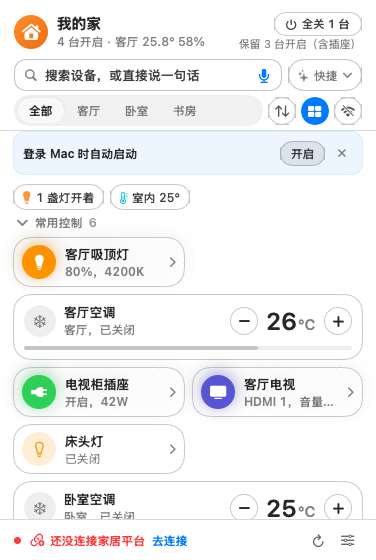 我的家
4 台开启 · 客厅 25.8° 58%
全关 1 台
保留 3 台开启（含插座）
搜索设备，或直接说一句话
快捷
全部
客厅
卧室
书房
登录 Mac 时自动启动
开启
1 盏灯开着
室内 25°
常用控制 6
客厅吸顶灯
80%，4200K
客厅空调
客厅，已关闭
26°C
电视柜插座
开启，42W
客厅电视
HDMI 1，音量…
床头灯
已关闭
卧室空调
卧室，已关闭
25°C
还没连接家居平台 去连接